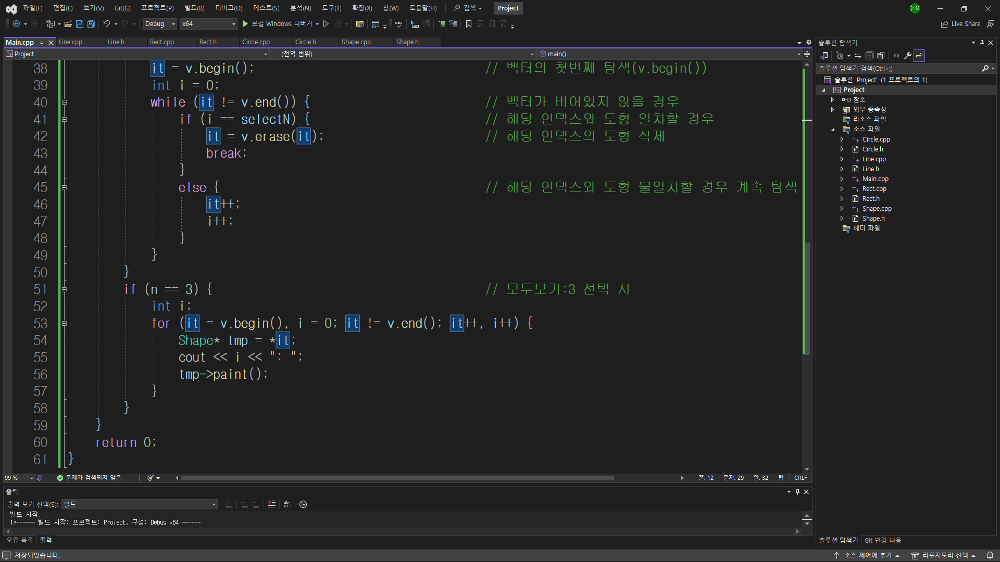 파일(F) 편집(E) 보기(V) Git(G) 프로젝트(P) 빌드(B) 디버그(D) 테스트(S) 분석(N) 도구(T) 확장(X) 창(W) 도움말(H) 검색 Project
Debug x64 로컬 Windows 디버거 Live Share
Main.cpp Line.cpp Line.h Rect.cpp Rect.h Circle.cpp Circle.h Shape.cpp Shape.h
Project (전역 범위) main()
38 it = v.begin(); // 벡터의 첫번째 탐색(v.begin())
39 int i = 0;
40 while (it != v.end()) { // 벡터가 비어있지 않을 경우
41 if (i == selectN) { // 해당 인덱스와 도형 일치할 경우
42 it = v.erase(it); // 해당 인덱스의 도형 삭제
43 break;
44 }
45 else { // 해당 인덱스와 도형 불일치할 경우 계속 탐색
46 it++;
47 i++;
48 }
49 }
50 }
51 if (n == 3) { // 모두보기:3 선택 시
52 int i;
53 for (it = v.begin(), i = 0; it != v.end(); it++, i++) {
54 Shape* tmp = *it;
55 cout << i << ": ";
56 tmp->paint();
57 }
58 }
59 }
60 return 0;
61 }
99 % 문제가 검색되지 않음 줄: 12 문자: 29 열: 32 탭 CRLF
출력
출력 보기 선택(S): 빌드
빌드 시작...
1>------ 빌드 시작: 프로젝트: Project, 구성: Debug x64 ------
오류 목록 출력
솔루션 탐색기
솔루션 탐색기 검색(Ctrl+;)
솔루션 'Project' (1 프로젝트의 1)
Project
참조
외부 종속성
리소스 파일
소스 파일
Circle.cpp
Circle.h
Line.cpp
Line.h
Main.cpp
Rect.cpp
Rect.h
Shape.cpp
Shape.h
헤더 파일
솔루션 탐색기 Git 변경 내용
저장되었습니다. 소스 제어에 추가 리포지토리 선택